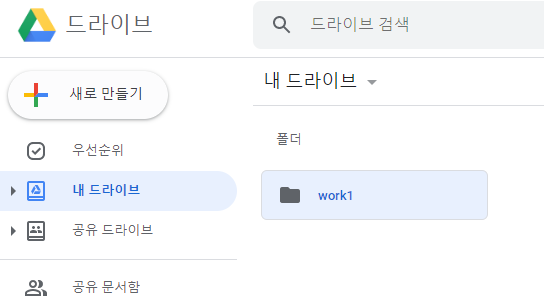 드라이브
드라이브 검색
새로 만들기
내 드라이브
우선순위
폴더
내 드라이브
work1
공유 드라이브
공유 문서함